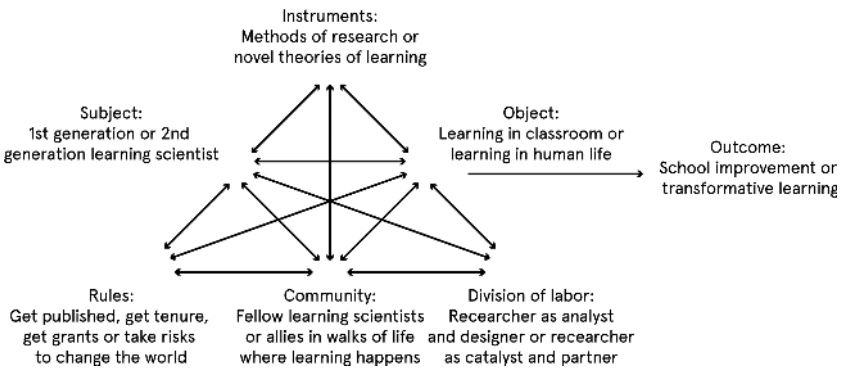 Instruments:
Methods of research or
novel theories of learning
Subject:
1st generation or 2nd
generation learning scientist
Object:
Learning in classroom or
learning in human life
Outcome:
School improvement or
transformative learning
Rules:
Get published, get tenure,
get grants or take risks
to change the world
Community:
Fellow learning scientists
or allies in walks of life
where learning happens
Division of labor:
Recearcher as analyst
and designer or recearcher
as catalyst and partner